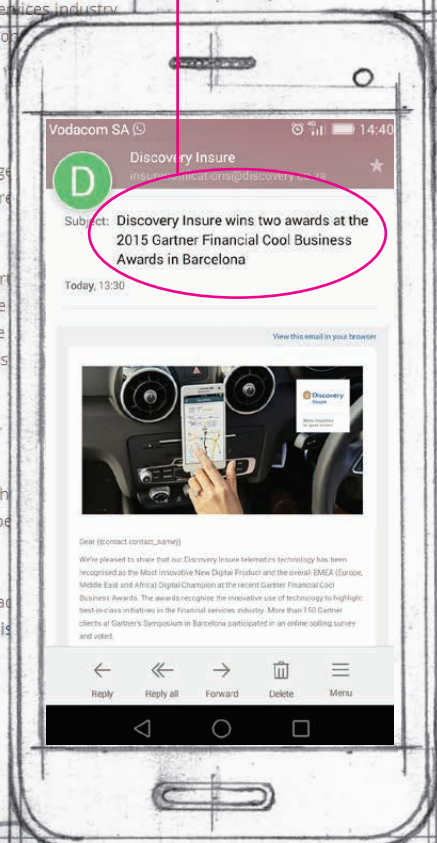 ervices industry
Vodacom SA 14:40
D
Discovery Insure
@discovery.co.za
Subject: Discovery Insure wins two awards at the
2015 Gartner Financial Cool Business
Awards in Barcelona
Today, 13:30
View this email in your browser
Discovery
Insure
Dear {{contact contact_name}}
We're pleased to share that our Discovery Insure telematics technology has been
recognised as the Most Innovative New Digital Product and the overall EMEA (Europe,
Middle East and Africa) Digital Champion at the recent Gartner Financial Cool
Business Awards. The awards recognise the innovative use of technology to highlight
best-in-class initiatives in the financial services industry. More than 150 Gartner
clients at Gartner's Symposium in Barcelona participated in an online polling survey
and voted.
Reply Reply all Forward Delete Menu